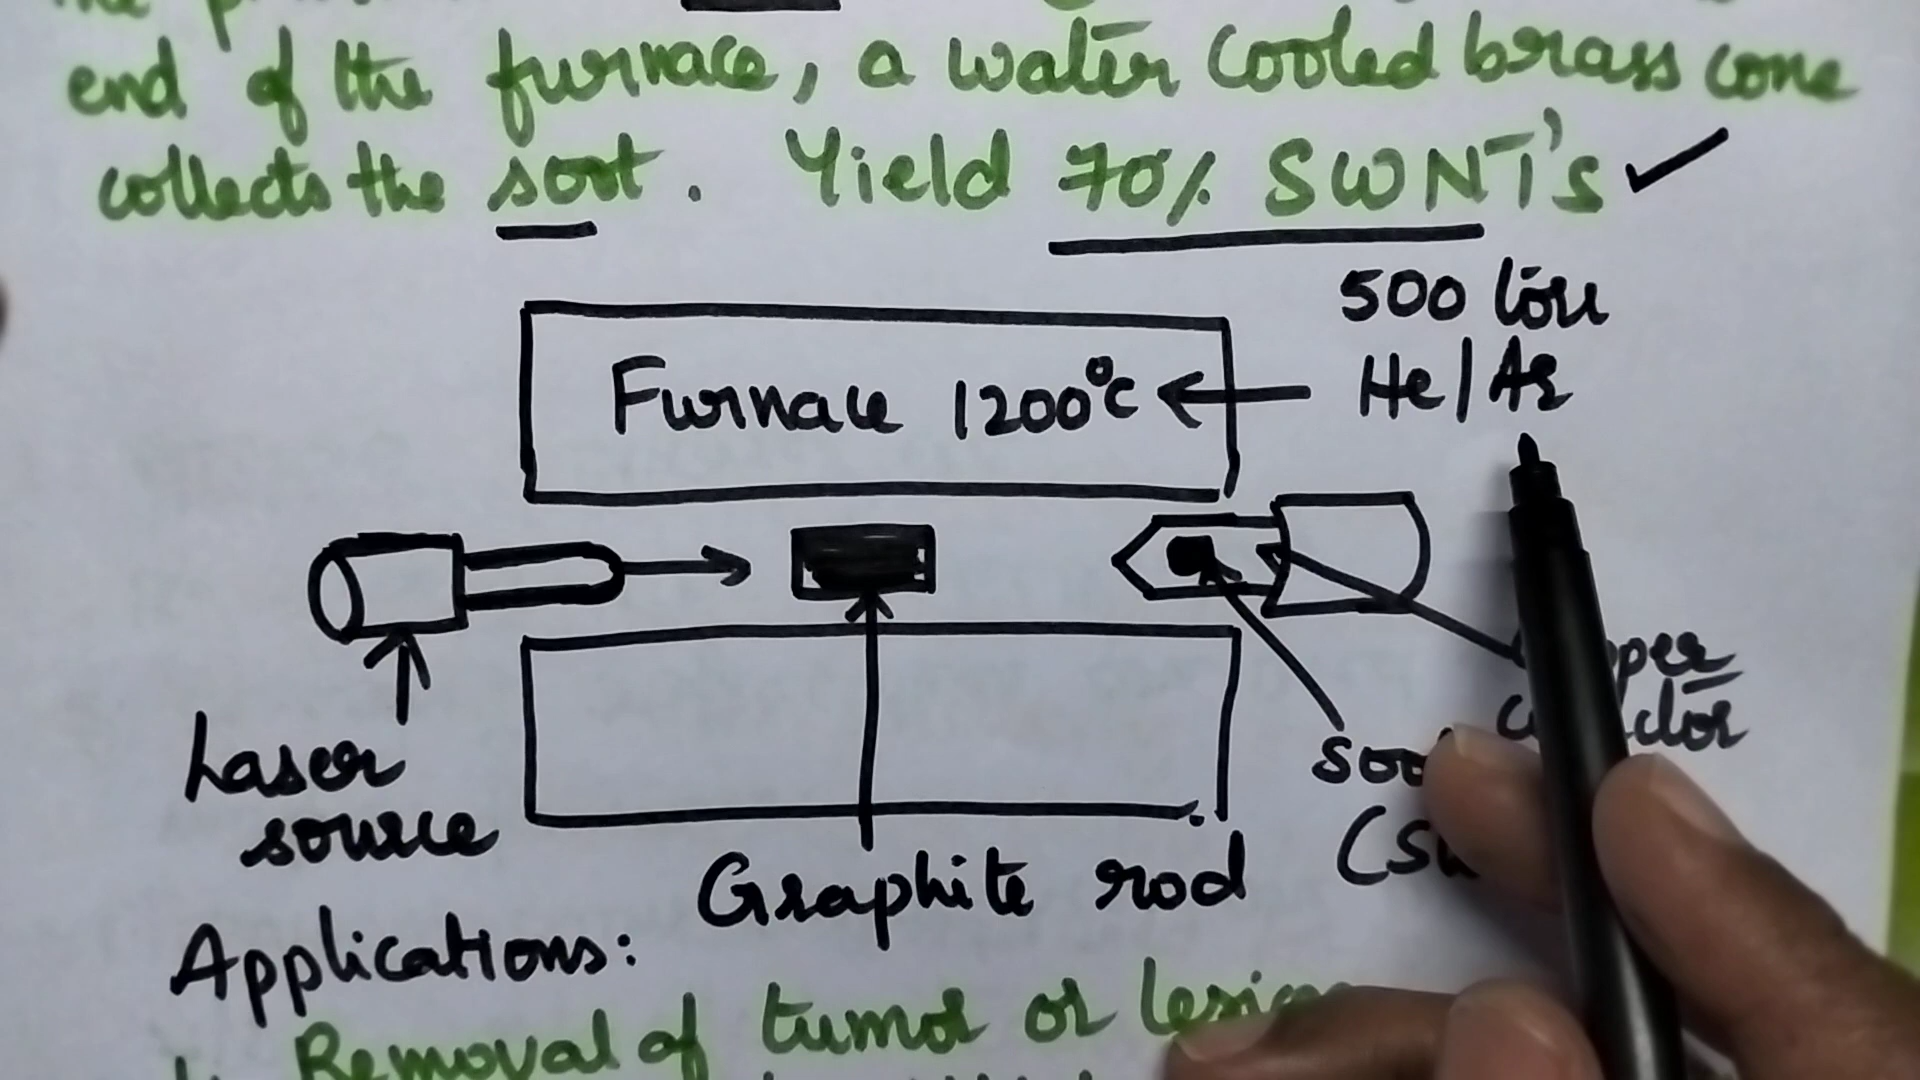 end of the furnace, a water cooled brass cone
collects the soot. Yield 70% SWNT's
500 torr
He/Ar
Furnace 1200°C
Laser
source
Graphite rod
Applications:
Removal of tumor or